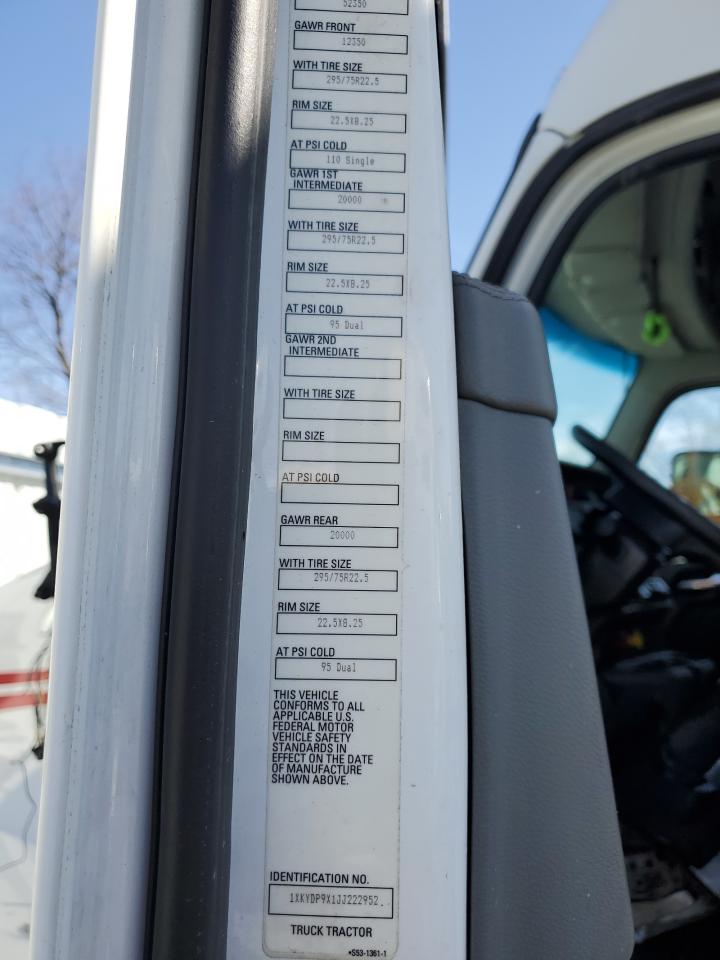 52350
GAWR FRONT
12350
WITH TIRE SIZE
295/75R22.5
RIM SIZE
22.5X8.25
AT PSI COLD
110 Single
GAWR 1ST
INTERMEDIATE
20000
WITH TIRE SIZE
295/75R22.5
RIM SIZE
22.5X8.25
AT PSI COLD
95 Dual
GAWR 2ND
INTERMEDIATE
WITH TIRE SIZE
RIM SIZE
AT PSI COLD
GAWR REAR
20000
WITH TIRE SIZE
295/75R22.5
RIM SIZE
22.5X8.25
AT PSI COLD
95 Dual
THIS VEHICLE
CONFORMS TO ALL
APPLICABLE U.S.
FEDERAL MOTOR
VEHICLE SAFETY
STANDARDS IN
EFFECT ON THE DATE
OF MANUFACTURE
SHOWN ABOVE.
IDENTIFICATION NO.
1XKYDP9X1JJ222952
TRUCK TRACTOR
*S53-1361-1